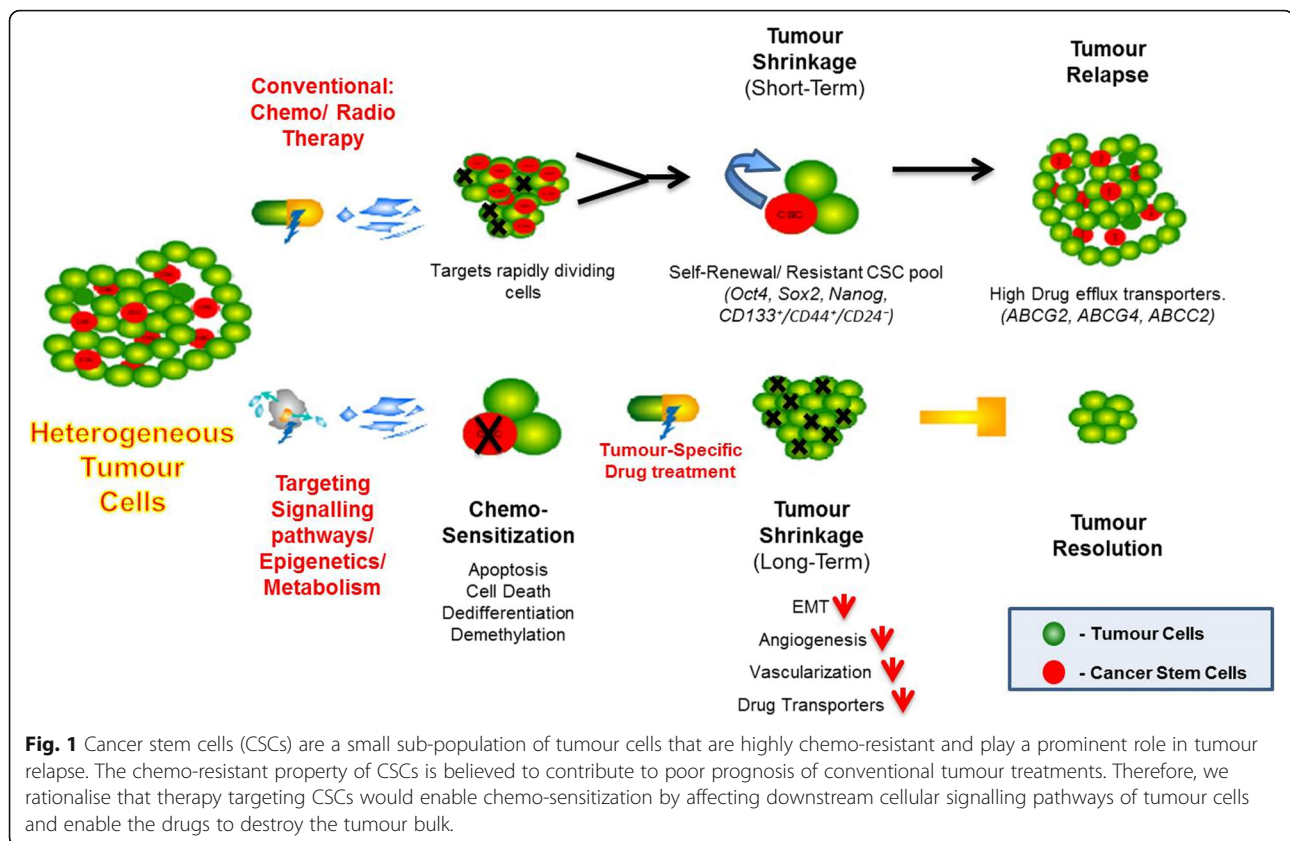 Tumour
Shrinkage
(Short-Term)
Tumour
Relapse
Conventional:
Chemo/ Radio
Therapy
CSC
Targets rapidly dividing
cells
Self-Renewal/ Resistant CSC pool
(Oct4, Sox2, Nanog,
CD133⁺/CD44⁺/CD24⁻)
High Drug efflux transporters.
(ABCG2, ABCG4, ABCC2)
Heterogeneous
Tumour
Cells
Targeting
Signalling
pathways/
Epigenetics/
Metabolism
Chemo-
Sensitization
Apoptosis
Cell Death
Dedifferentiation
Demethylation
Tumour-Specific
Drug treatment
Tumour
Shrinkage
(Long-Term)
EMT
Angiogenesis
Vascularization
Drug Transporters
Tumour
Resolution
- Tumour Cells
- Cancer Stem Cells
Fig. 1 Cancer stem cells (CSCs) are a small sub-population of tumour cells that are highly chemo-resistant and play a prominent role in tumour
relapse. The chemo-resistant property of CSCs is believed to contribute to poor prognosis of conventional tumour treatments. Therefore, we
rationalise that therapy targeting CSCs would enable chemo-sensitization by affecting downstream cellular signalling pathways of tumour cells
and enable the drugs to destroy the tumour bulk.